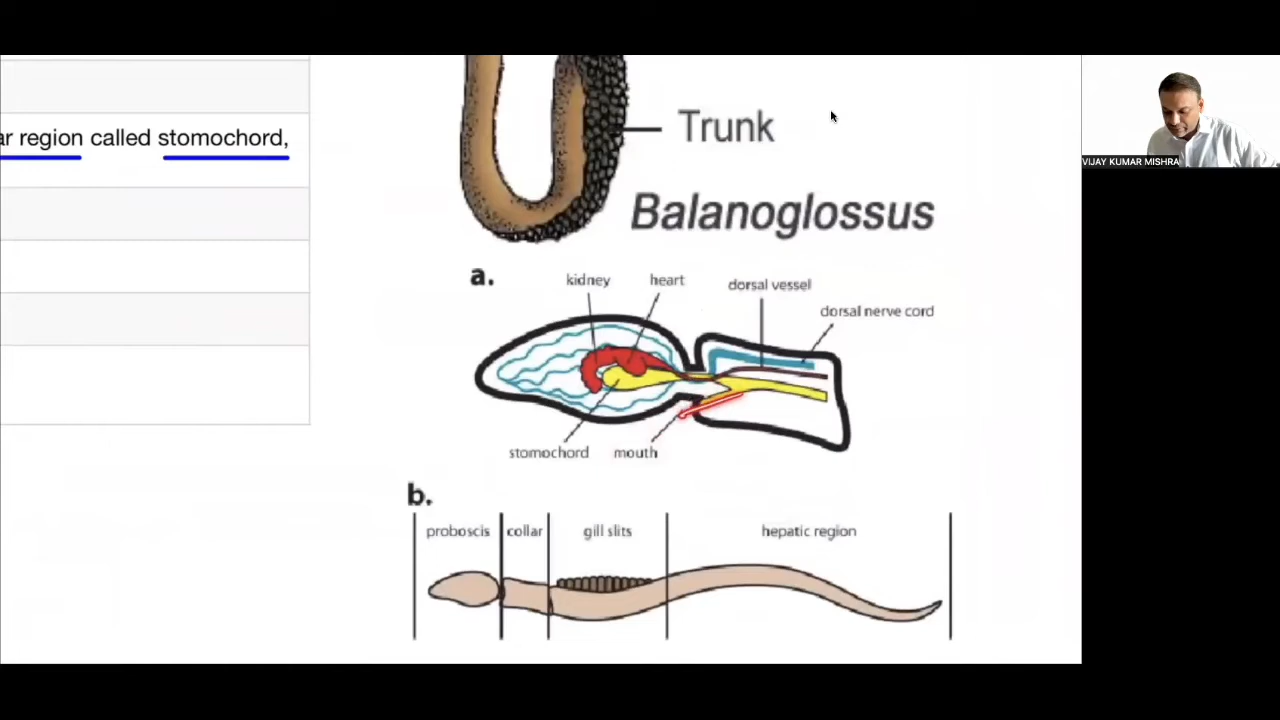 ar region called stomochord,
Trunk
Balanoglossus
a.
kidney
heart
dorsal vessel
dorsal nerve cord
stomochord
mouth
b.
proboscis
collar
gill slits
hepatic region
VIJAY KUMAR MISHRA